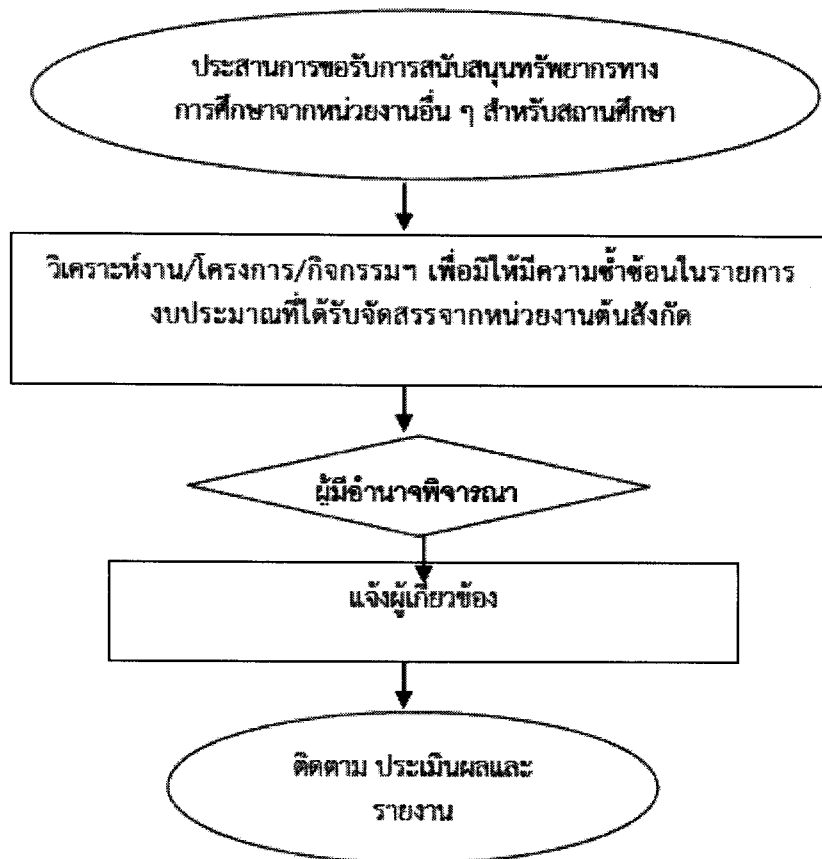 ประสานการขอรับการสนับสนุนทรัพยากรทาง
การศึกษาจากหน่วยงานอื่น ๆ สำหรับสถานศึกษา
วิเคราะห์งาน/โครงการ/กิจกรรมฯ เพื่อมิให้มีความซ้ำซ้อนในรายการ
งบประมาณที่ได้รับจัดสรรจากหน่วยงานต้นสังกัด
ผู้มีอำนาจพิจารณา
แจ้งผู้เกี่ยวข้อง
ติดตาม ประเมินผลและ
รายงาน